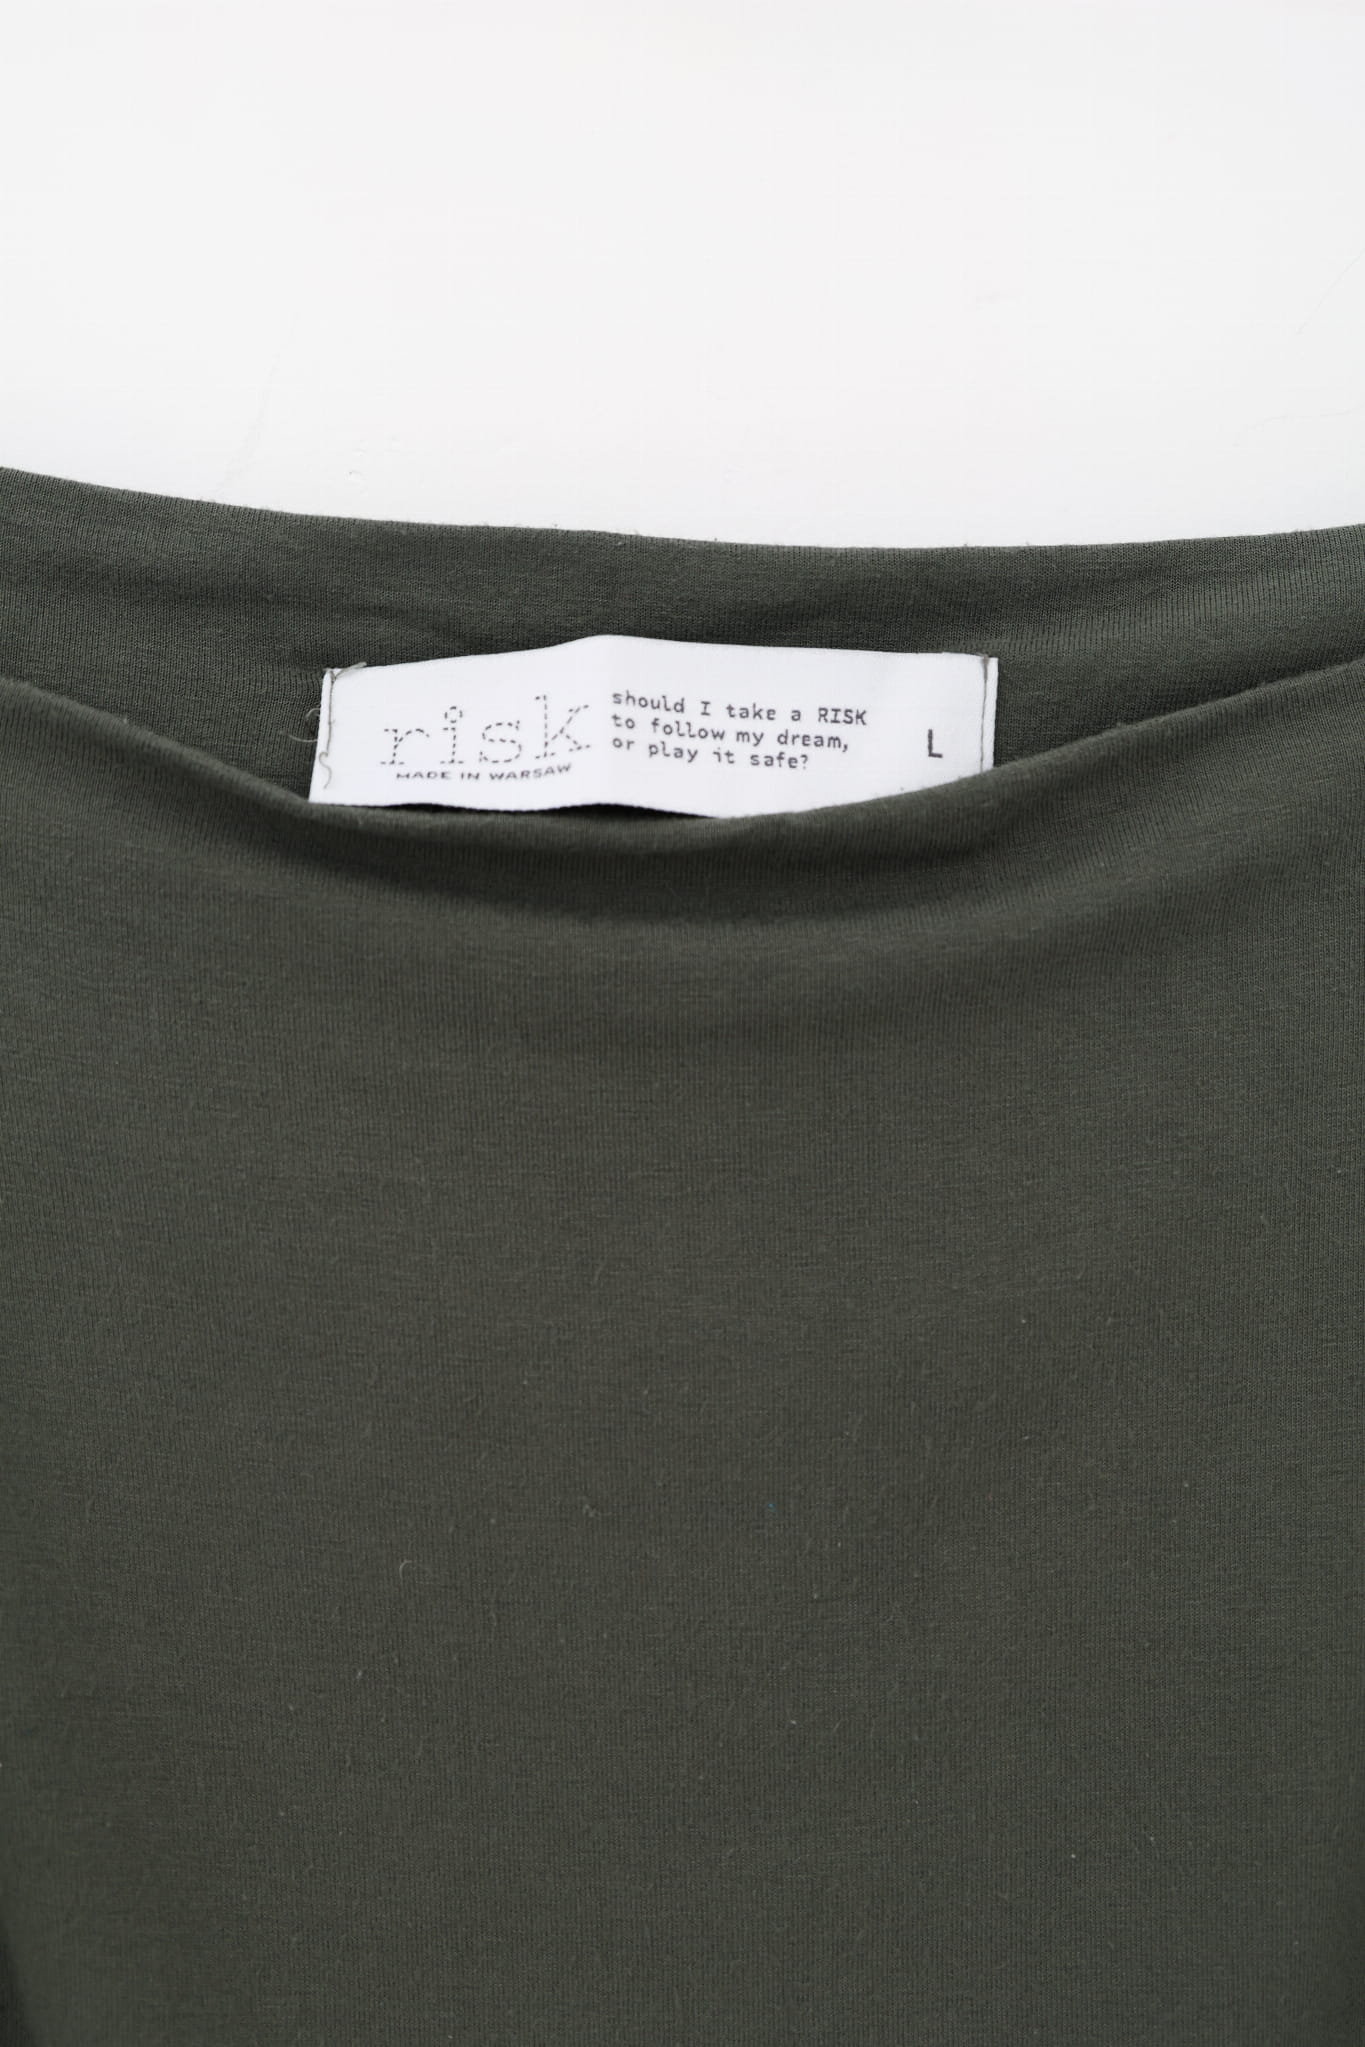 risk
MADE IN WARSAW
should I take a RISK
to follow my dream,
or play it safe?
L